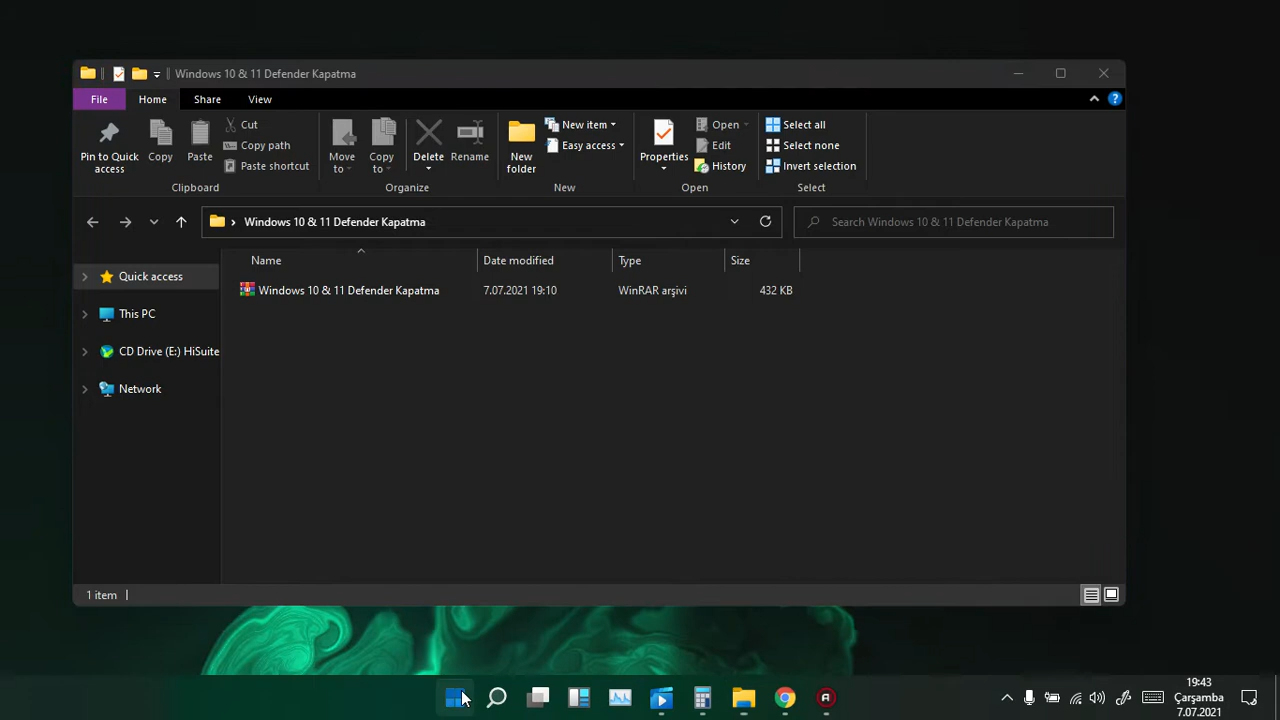 Windows 10 & 11 Defender Kapatma
File Home Share View
Pin to Quick access
Copy
Paste
Cut
Copy path
Paste shortcut
Clipboard
Move to
Copy to
Delete
Rename
Organize
New folder
New item
Easy access
New
Properties
Open
Edit
History
Open
Select all
Select none
Invert selection
Select
Windows 10 & 11 Defender Kapatma
Search Windows 10 & 11 Defender Kapatma
Quick access
This PC
CD Drive (E:) HiSuite
Network
Name Date modified Type Size
Windows 10 & 11 Defender Kapatma 7.07.2021 19:10 WinRAR arşivi 432 KB
1 item
19:43
Çarşamba
7.07.2021